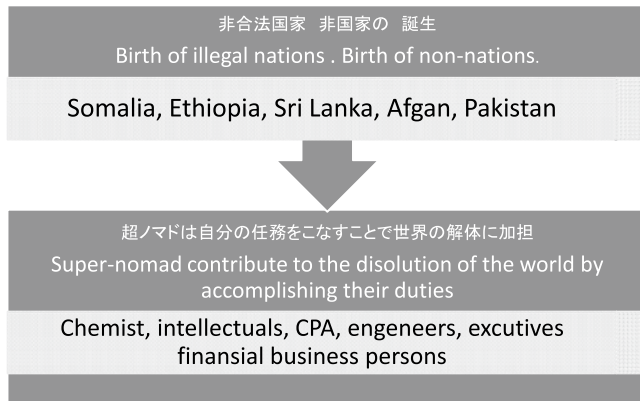 非合法国家 非国家の 誕生
Birth of illegal nations . Birth of non-nations.
Somalia, Ethiopia, Sri Lanka, Afgan, Pakistan
超ノマドは自分の任務をこなすことで世界の解体に加担
Super-nomad contribute to the disolution of the world by
accomplishing their duties
Chemist, intellectuals, CPA, engeneers, excutives
finansial business persons